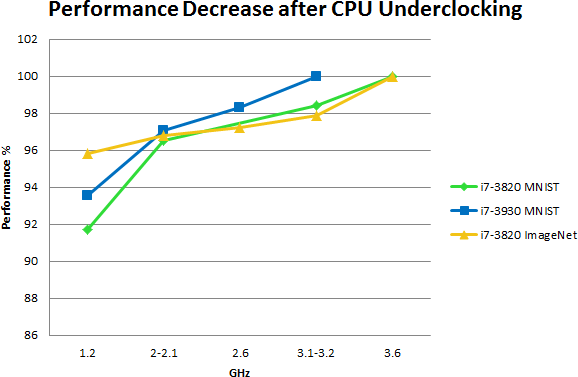 Performance Decrease after CPU Underclocking
102
100
98
96
94
92
90
88
86
Performance %
1.2
2-2.1
2.6
3.1-3.2
3.6
GHz
i7-3820 MNIST
i7-3930 MNIST
i7-3820 ImageNet